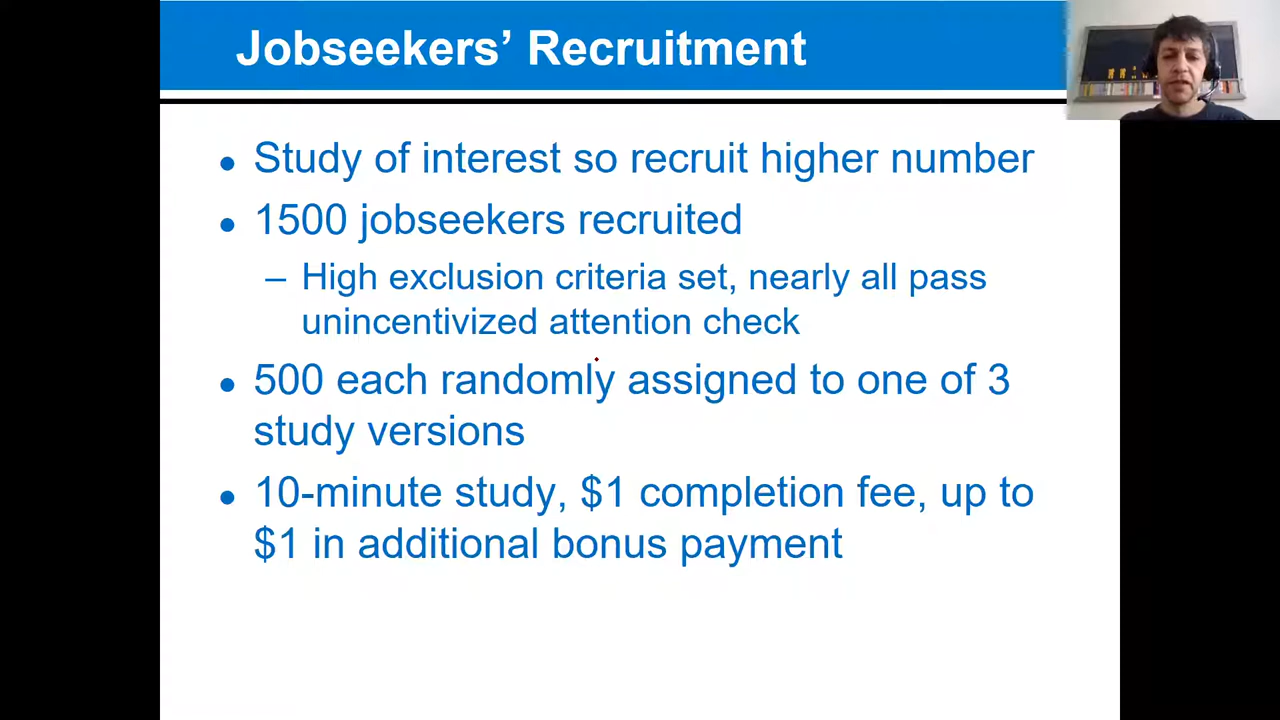 Jobseekers’ Recruitment
● Study of interest so recruit higher number
● 1500 jobseekers recruited
– High exclusion criteria set, nearly all pass
unincentivized attention check
● 500 each randomly assigned to one of 3
study versions
● 10-minute study, $1 completion fee, up to
$1 in additional bonus payment